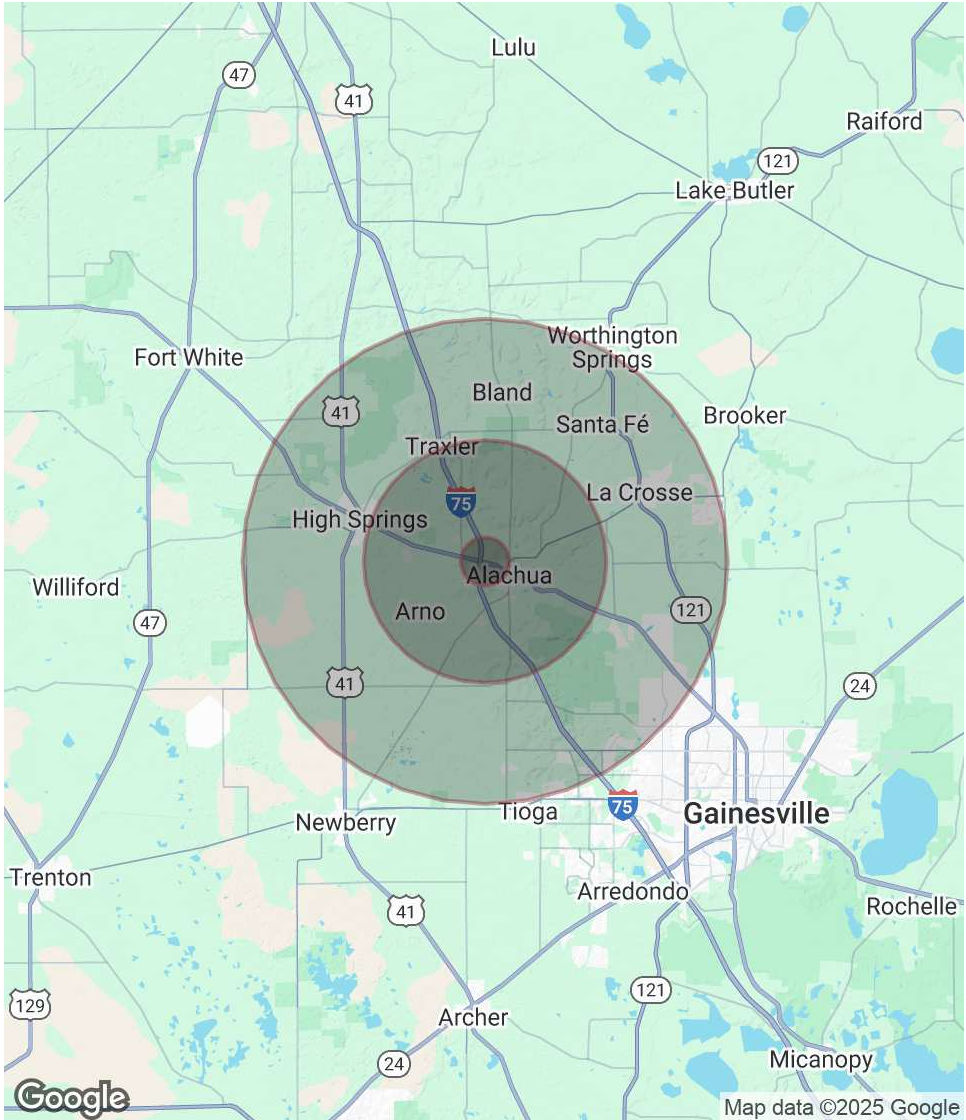 Lulu
47
41
Raiford
121
Lake Butler
Worthington
Springs
Fort White
Bland
41
Brooker
Santa Fé
Traxler
La Crosse
75
High Springs
Alachua
Williford
Arno
121
47
41
24
75
Tioga
Gainesville
Newberry
Trenton
Arredondo
Rochelle
41
121
129
Archer
24
Micanopy
Google
Map data ©2025 Google